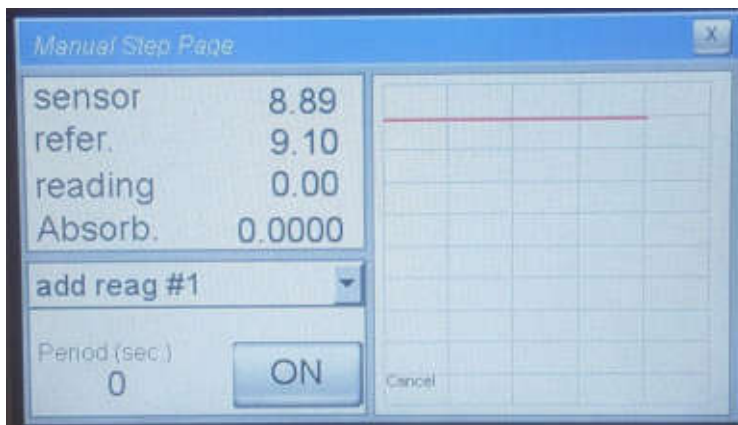 Manual Step Page
X
sensor 8.89
refer. 9.10
reading 0.00
Absorb. 0.0000
add reag #1
Period (sec.)
0
ON
Cancel